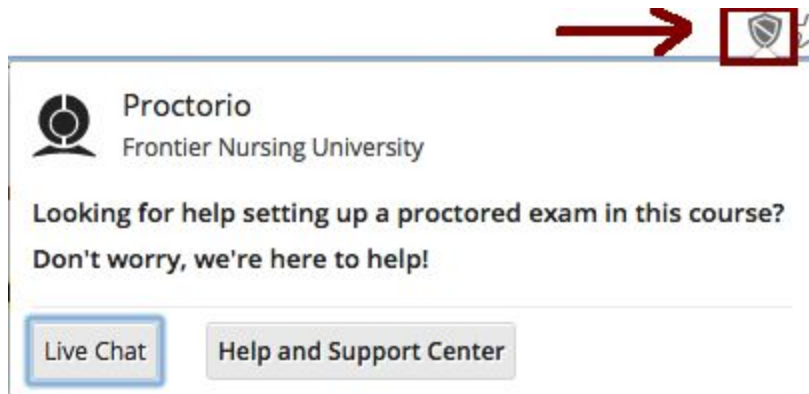 Proctorio
Frontier Nursing University
Looking for help setting up a proctored exam in this course?
Don't worry, we're here to help!
Live Chat
Help and Support Center